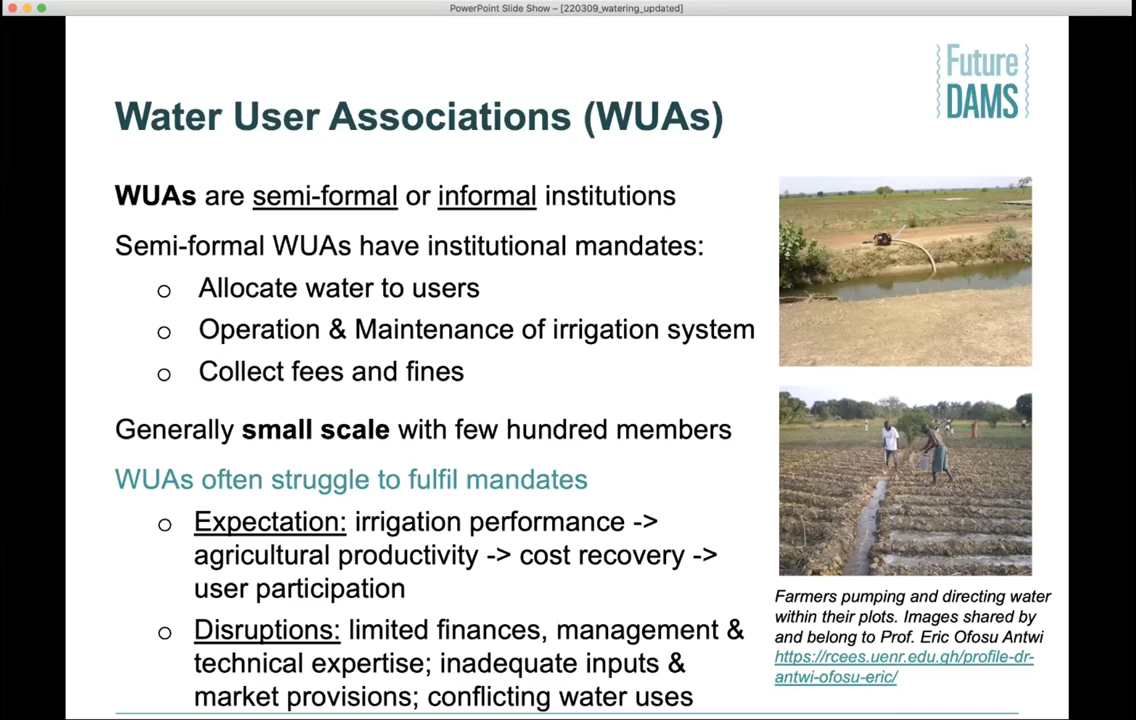 PowerPoint Slide Show – [220309_watering_updated]
Future
DAMS
Water User Associations (WUAs)
WUAs are semi-formal or informal institutions
Semi-formal WUAs have institutional mandates:
o Allocate water to users
o Operation & Maintenance of irrigation system
o Collect fees and fines
Generally small scale with few hundred members
WUAs often struggle to fulfil mandates
o Expectation: irrigation performance ->
agricultural productivity -> cost recovery ->
user participation
o Disruptions: limited finances, management &
technical expertise; inadequate inputs &
market provisions; conflicting water uses
Farmers pumping and directing water
within their plots. Images shared by
and belong to Prof. Eric Ofosu Antwi
https://rcees.uenr.edu.gh/profile-dr-
antwi-ofosu-eric/